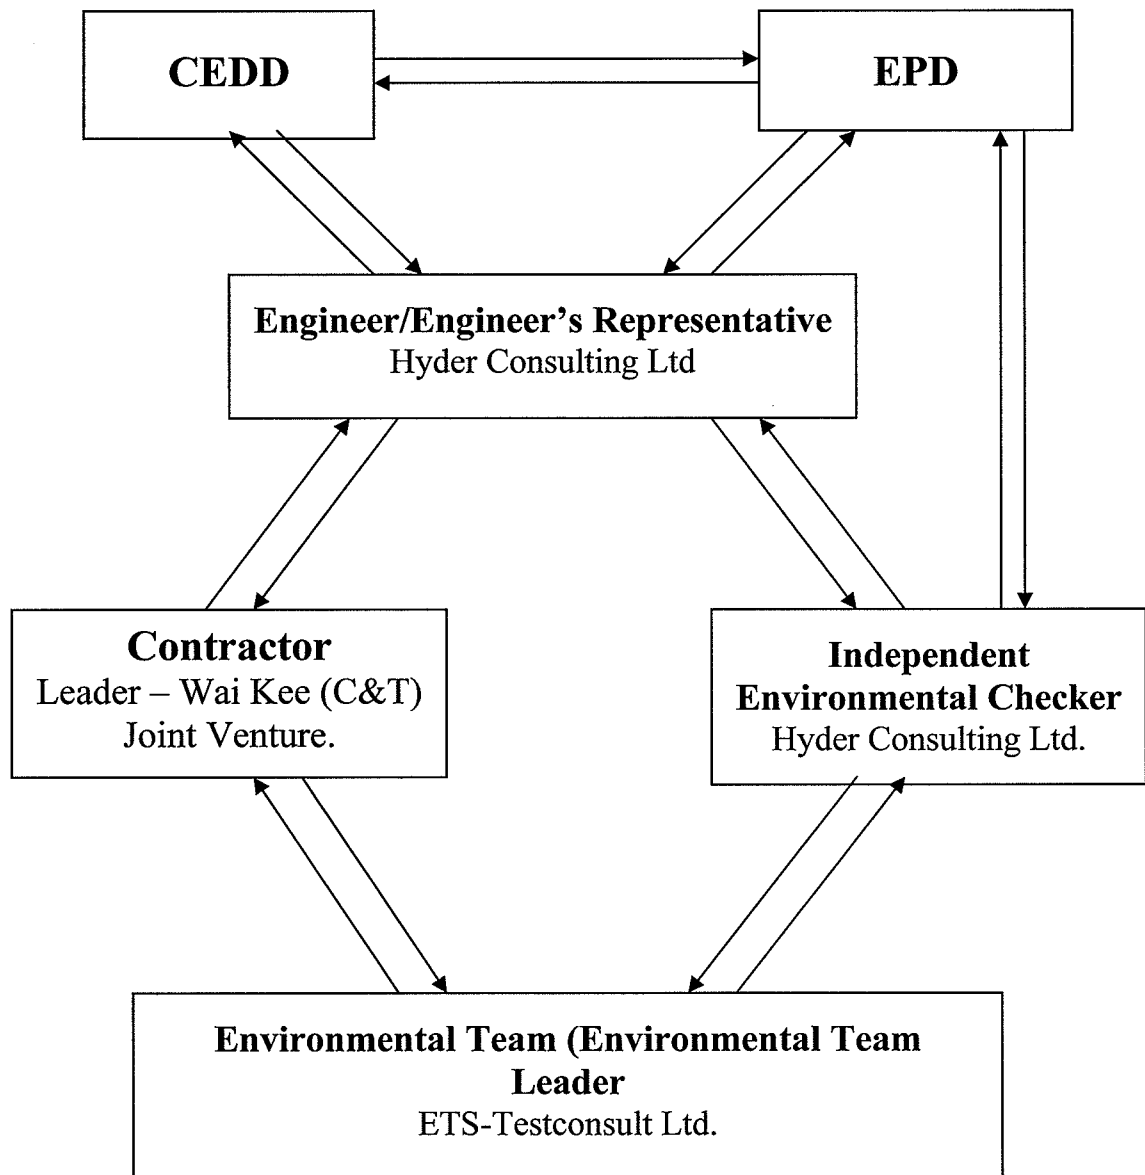 CEDD
EPD
Engineer/Engineer’s Representative
Hyder Consulting Ltd
Contractor
Leader – Wai Kee (C&T)
Joint Venture.
Independent
Environmental Checker
Hyder Consulting Ltd.
Environmental Team (Environmental Team
Leader
ETS-Testconsult Ltd.